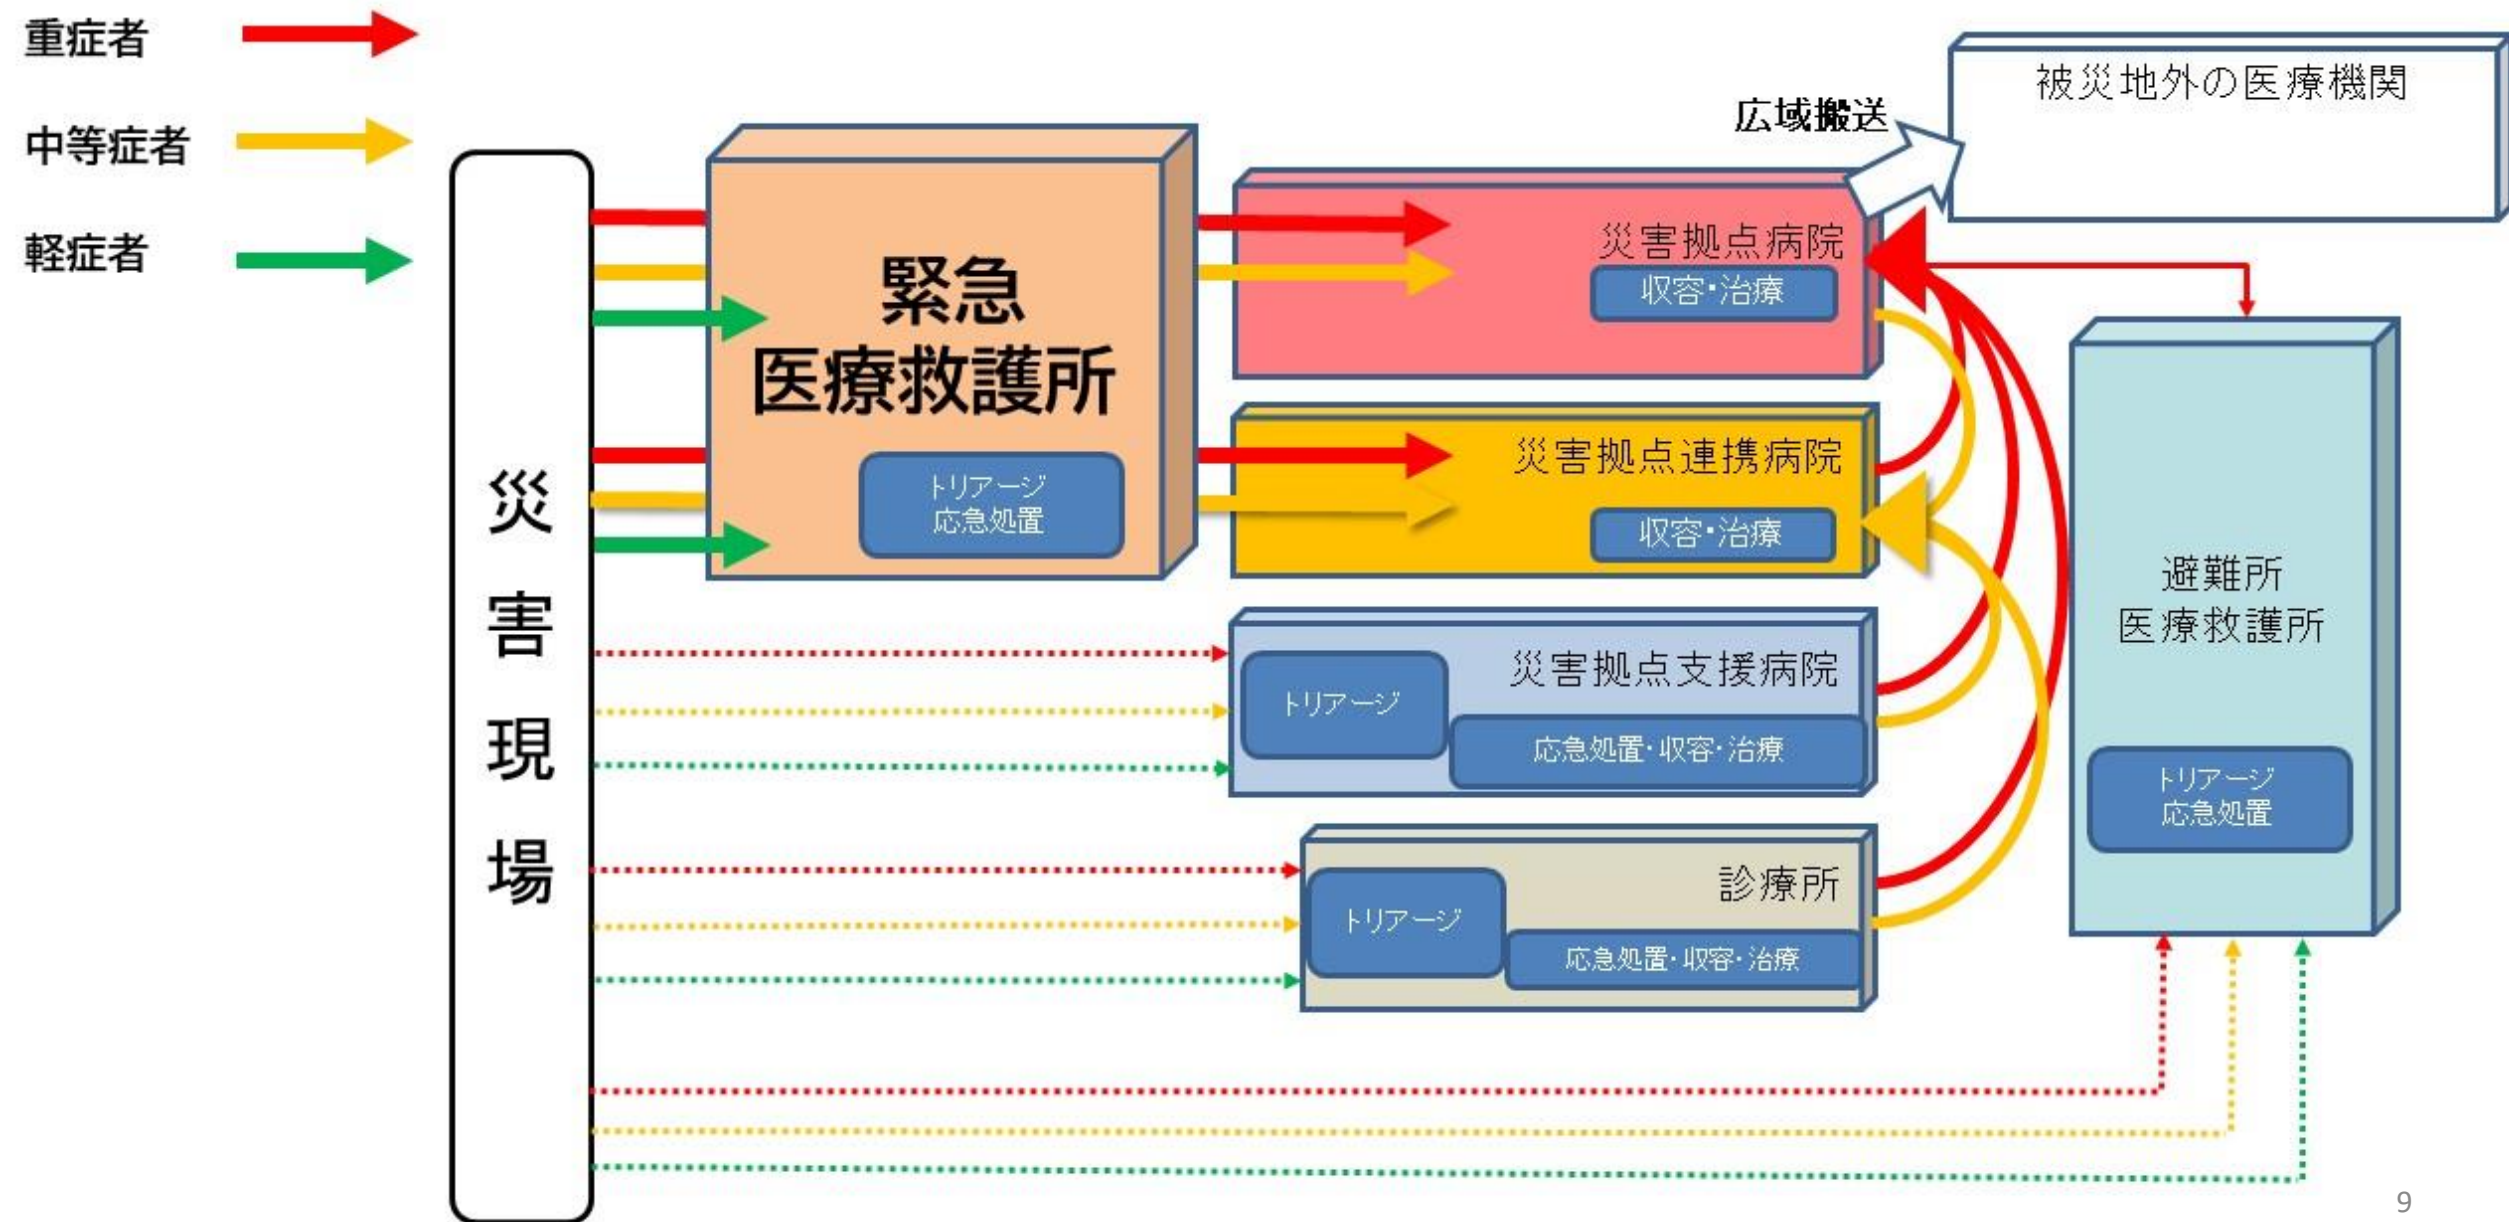 重症者
中等症者
軽症者
災害現場
緊急
医療救護所
トリアージ
応急処置
広域搬送
被災地外の医療機関
災害拠点病院
収容・治療
災害拠点連携病院
収容・治療
災害拠点支援病院
トリアージ
応急処置・収容・治療
診療所
トリアージ
応急処置・収容・治療
避難所
医療救護所
トリアージ
応急処置
9